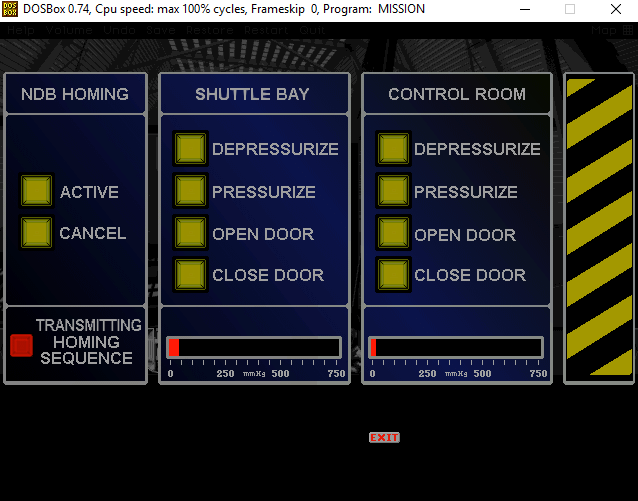 DOSBox 0.74, Cpu speed: max 100% cycles, Frameskip 0, Program: MISSION
Help Volume Undo Save Restore Restart Quit Map
NDB HOMING
ACTIVE
CANCEL
TRANSMITTING
HOMING
SEQUENCE
SHUTTLE BAY
DEPRESSURIZE
PRESSURIZE
OPEN DOOR
CLOSE DOOR
0 250 mmHg 500 750
CONTROL ROOM
DEPRESSURIZE
PRESSURIZE
OPEN DOOR
CLOSE DOOR
0 250 mmHg 500 750
EXIT